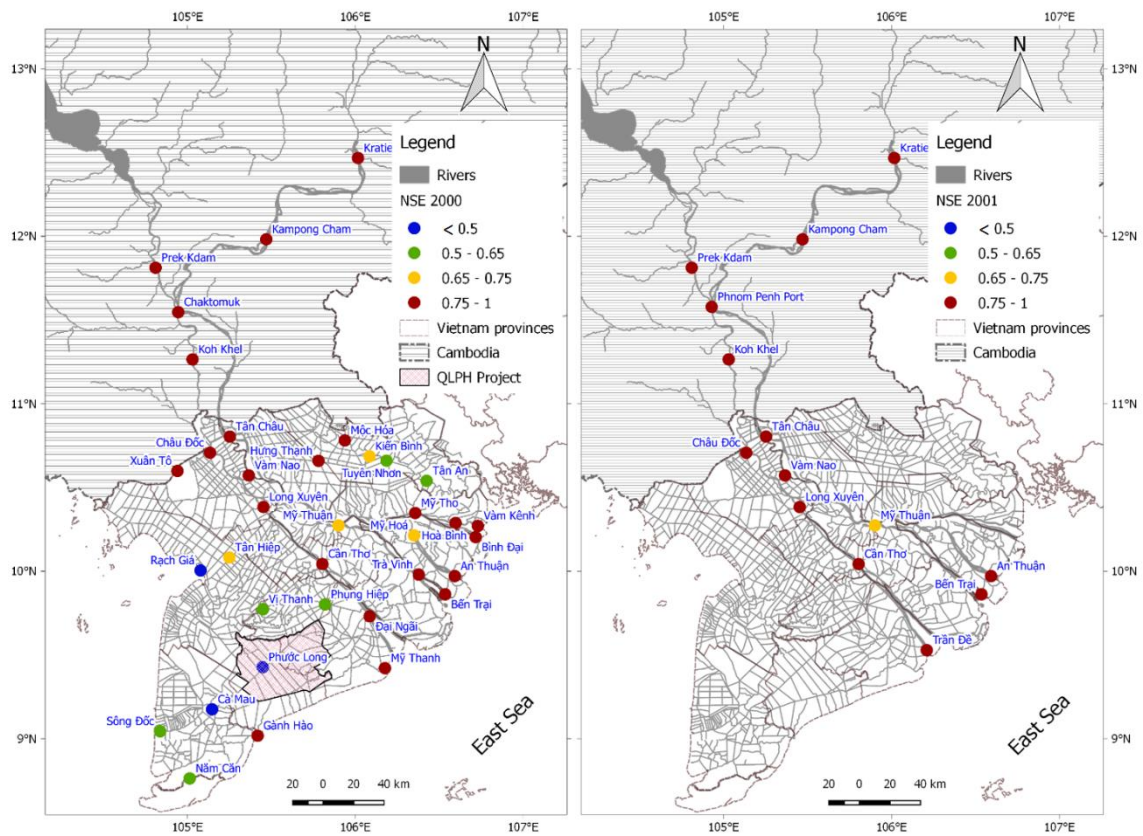 105°E
106°E
107°E
105°E
106°E
107°E
13°N
12°N
11°N
10°N
9°N
N
Legend
Rivers
NSE 2000
< 0.5
0.5 - 0.65
0.65 - 0.75
0.75 - 1
Vietnam provinces
Cambodia
QLPH Project
Kratie
Kampong Cham
Prek Kdam
Chaktomuk
Koh Khel
Tân Châu
Mộc Hóa
Châu Đốc
Hưng Thạnh
Kiến Bình
Xuân Tô
Vàm Nao
Tuyên Nhơn
Tân An
Long Xuyên
Mỹ Tho
Mỹ Thuận
Mỹ Hoá
Hoà Bình
Vàm Kênh
Bình Đại
Tân Hiệp
Rạch Giá
Cần Thơ
Trà Vinh
An Thuận
Vị Thanh
Phụng Hiệp
Bến Trại
Đại Ngãi
Phước Long
Mỹ Thanh
Cà Mau
Sông Đốc
Gành Hào
Năm Căn
East Sea
20 0 20 40 km
105°E
106°E
107°E
N
Legend
Rivers
NSE 2001
< 0.5
0.5 - 0.65
0.65 - 0.75
0.75 - 1
Vietnam provinces
Cambodia
Kratie
Kampong Cham
Prek Kdam
Phnom Penh Port
Koh Khel
Tân Châu
Châu Đốc
Vàm Nao
Long Xuyên
Mỹ Thuận
Cần Thơ
An Thuận
Bến Trại
Trần Đề
East Sea
20 0 20 40 km
13°N
12°N
11°N
10°N
9°N
105°E
106°E
107°E